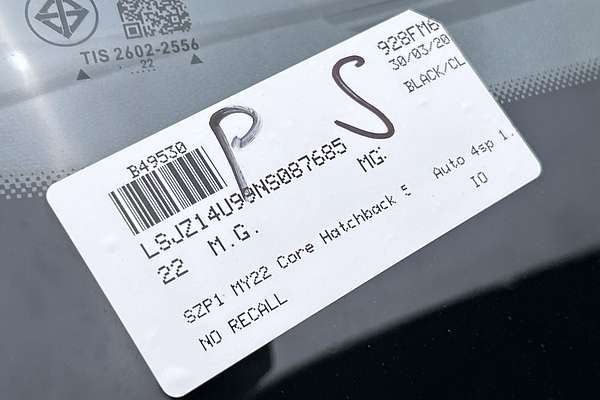 TIS 2602-2556
22
928FM6
30/03/20
BLACK/CL
P S
B49530
LSJZ14U99NS087685 MG:
22 M.G.
SZP1 MY22 Core Hatchback 5 Auto 4sp 1.
NO RECALL IO